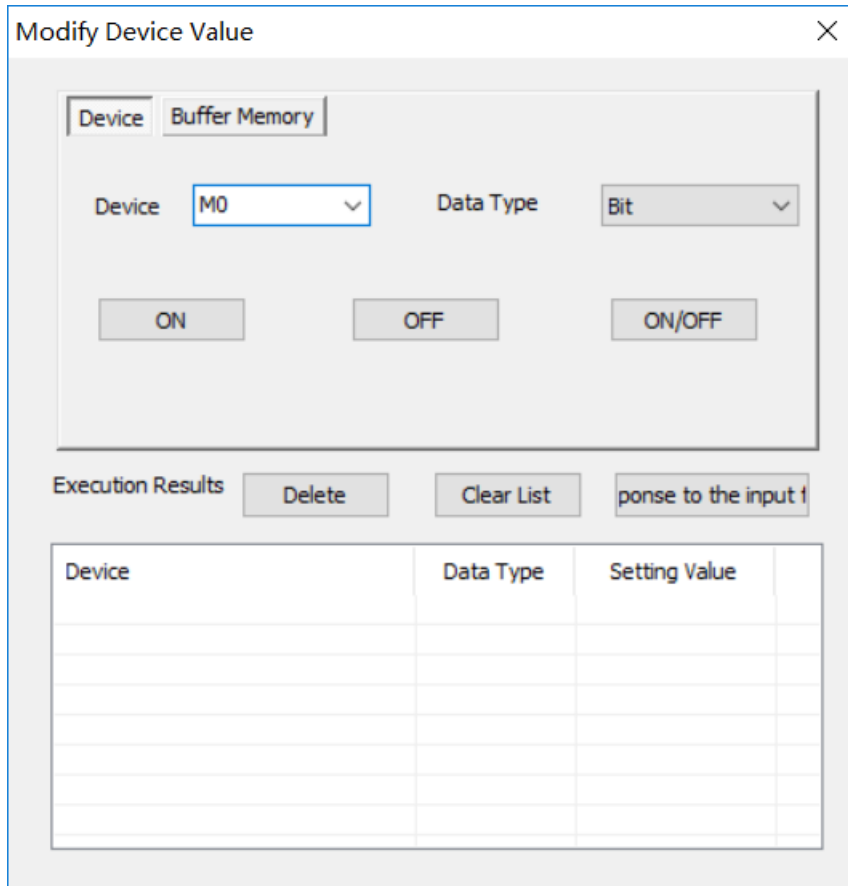 Modify Device Value
Device Buffer Memory
Device M0 Data Type Bit
ON OFF ON/OFF
Execution Results Delete Clear List ponse to the input
Device Data Type Setting Value